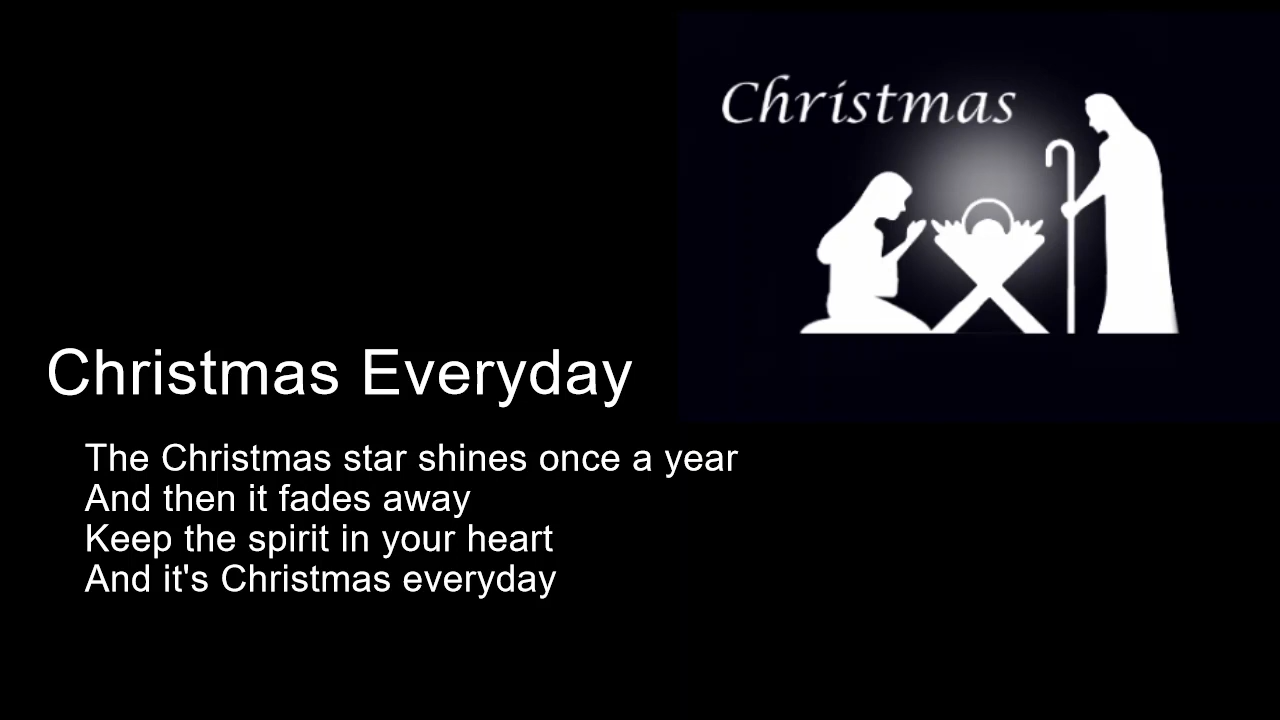 Christmas
Christmas Everyday
The Christmas star shines once a year
And then it fades away
Keep the spirit in your heart
And it's Christmas everyday